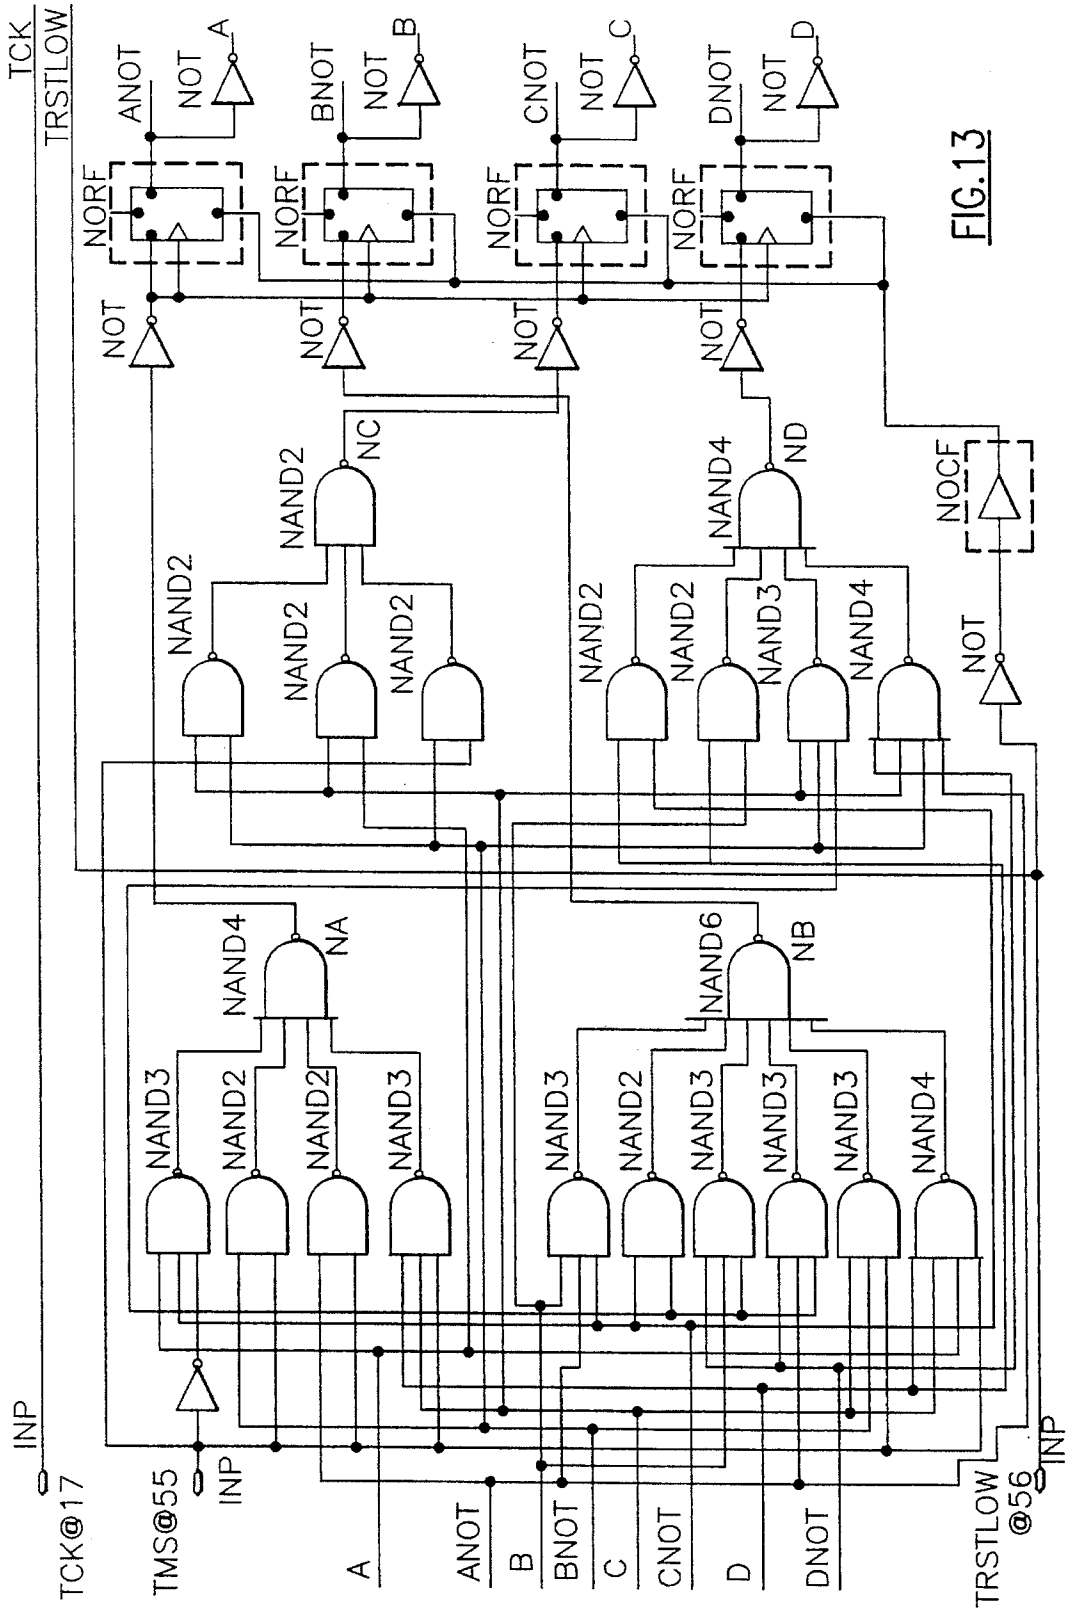 TCK
TRSTLOW
INP
TCK@17
TMS@55
INP
A
ANOT
B
BNOT
C
CNOT
D
DNOT
TRSTLOW
@56
INP
NAND3
NAND2
NAND2
NAND3
NAND4
NA
NAND3
NAND2
NAND3
NAND3
NAND3
NAND4
NAND6
NB
NAND2
NAND2
NAND2
NAND2
NC
NAND2
NAND2
NAND3
NAND4
NAND4
ND
NOT
NOCF
NOT
NOT
NOT
NOT
NORF
NORF
NORF
NORF
ANOT
NOT
A
BNOT
NOT
B
CNOT
NOT
C
DNOT
NOT
D
FIG.13